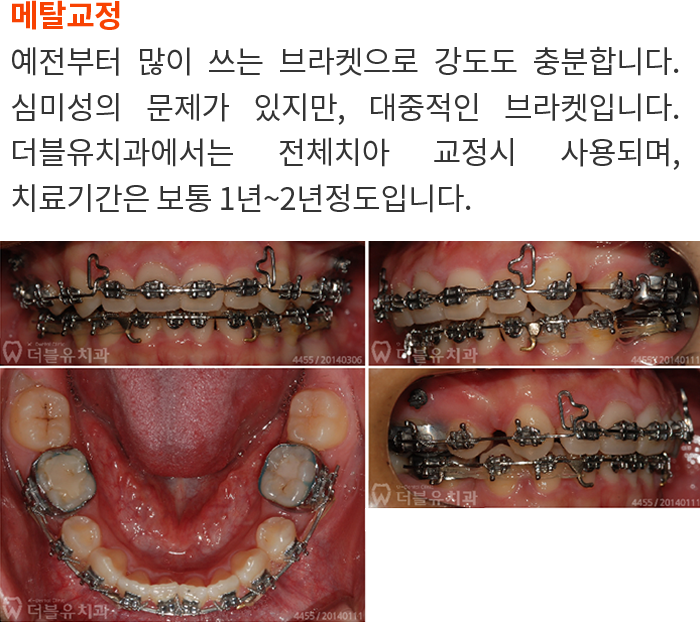 메탈교정
예전부터 많이 쓰는 브라켓으로 강도도 충분합니다.
심미성의 문제가 있지만, 대중적인 브라켓입니다.
더블유치과에서는 전체치아 교정시 사용되며,
치료기간은 보통 1년~2년정도입니다.
더블유치과
4455 / 20140306
4455 / 20140111
더블유치과
4455 / 20140111
더블유치과
4455 / 20140111